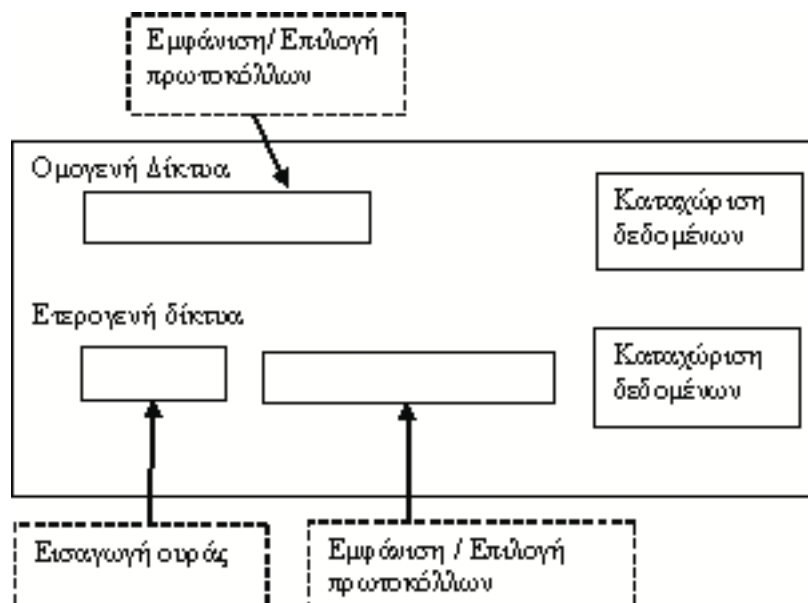 Εμφάνιση/ Επιλογή
πρωτοκόλλων
Ομογενή Δίκτυα
Καταχώριση
δεδομένων
Ετερογενή δίκτυα
Καταχώριση
δεδομένων
Εισαγωγή ουράς
Εμφάνιση / Επιλογή
πρωτοκόλλων